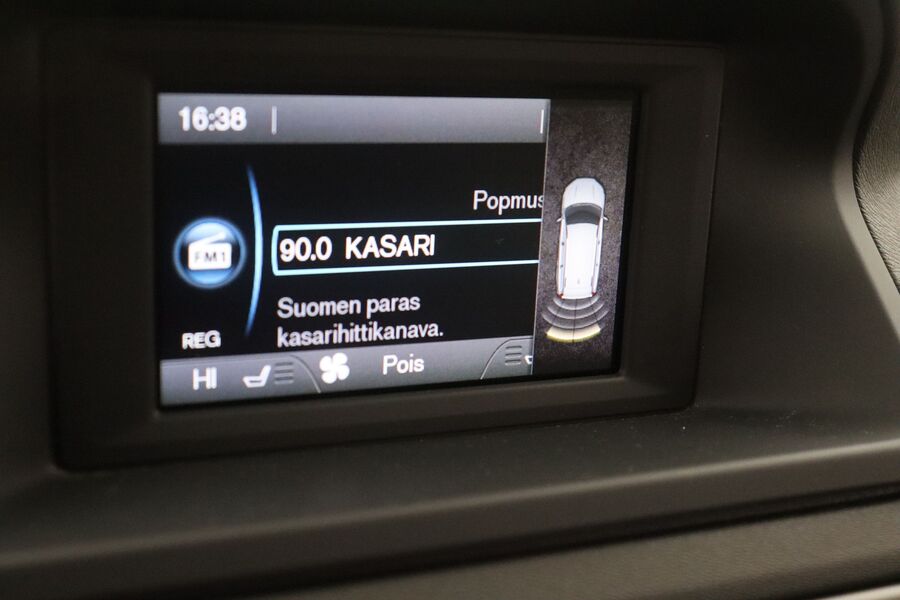 16:38
Popmus
FM1
90.0 KASARI
Suomen paras
kasarihittikanava.
REG
HI
Pois